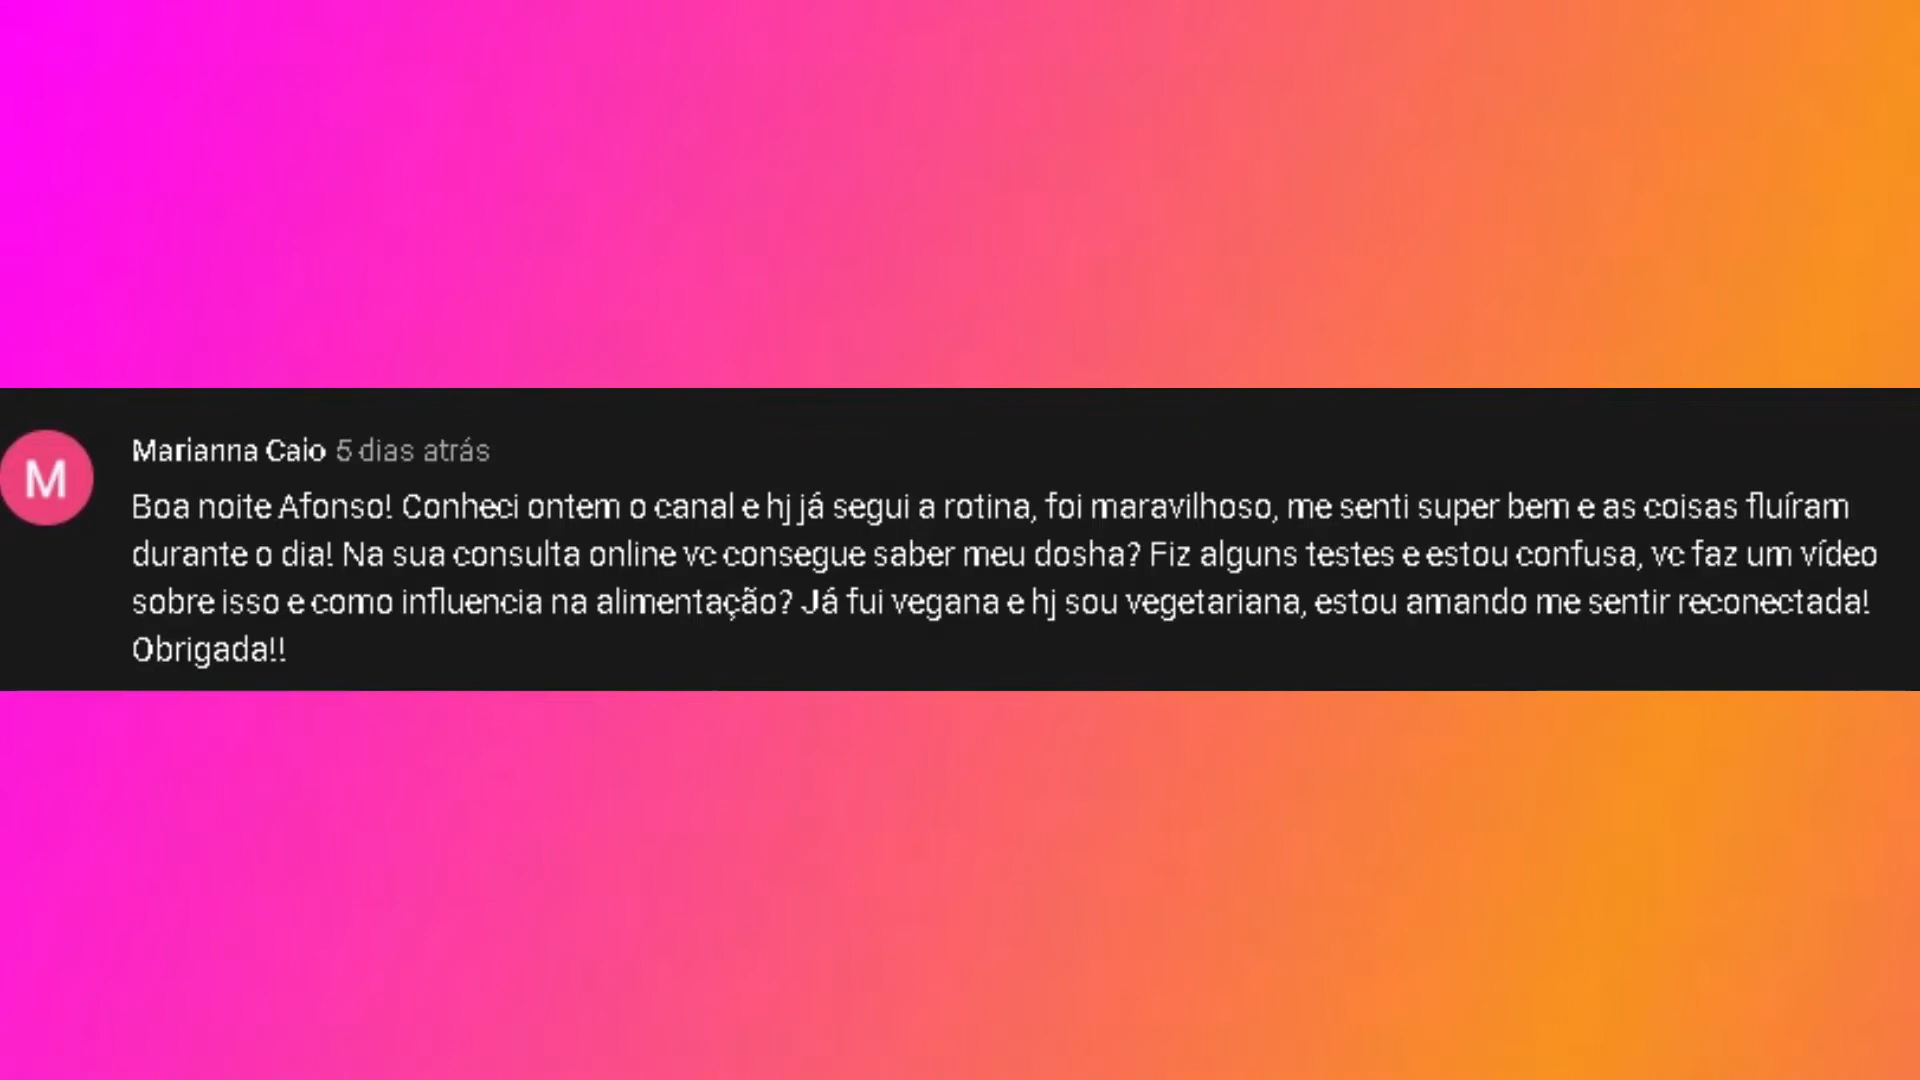 M
Marianna Caio 5 dias atrás
Boa noite Afonso! Conheci ontem o canal e hj já segui a rotina, foi maravilhoso, me senti super bem e as coisas fluíram
durante o dia! Na sua consulta online vc consegue saber meu dosha? Fiz alguns testes e estou confusa, vc faz um vídeo
sobre isso e como influencia na alimentação? Já fui vegana e hj sou vegetariana, estou amando me sentir reconectada!
Obrigada!!